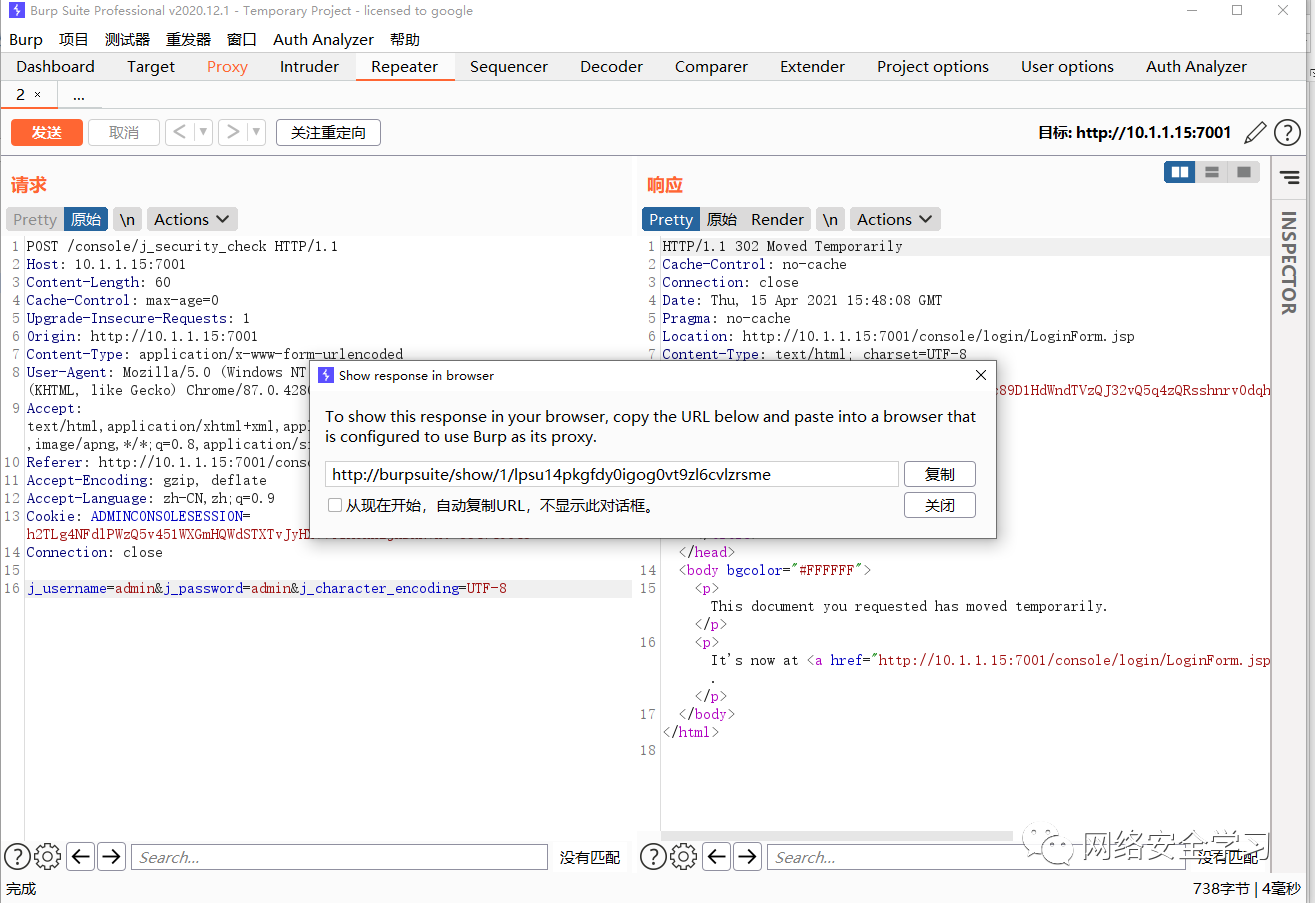 Burp Suite Professional v2020.12.1 - Temporary Project - licensed to google
Burp 项目 测试器 重发器 窗口 Auth Analyzer 帮助
Dashboard Target Proxy Intruder Repeater Sequencer Decoder Comparer Extender Project options User options Auth Analyzer
2 × ...
发送 取消 < > 关注重定向 目标: http://10.1.1.15:7001
请求
Pretty 原始 \n Actions
1 POST /console/j_security_check HTTP/1.1
2 Host: 10.1.1.15:7001
3 Content-Length: 60
4 Cache-Control: max-age=0
5 Upgrade-Insecure-Requests: 1
6 Origin: http://10.1.1.15:7001
7 Content-Type: application/x-www-form-urlencoded
8 User-Agent: Mozilla/5.0 (Windows NT
(KHTML, like Gecko) Chrome/87.0.428
9 Accept:
text/html,application/xhtml+xml,app
,image/apng,*/*;q=0.8,application/si
10 Referer: http://10.1.1.15:7001/cons
11 Accept-Encoding: gzip, deflate
12 Accept-Language: zh-CN,zh;q=0.9
13 Cookie: ADMINCONSOLESESSION=
14 Connection: close
15
16 j_username=admin&j_password=admin&j_character_encoding=UTF-8
响应
Pretty 原始 Render \n Actions
1 HTTP/1.1 302 Moved Temporarily
2 Cache-Control: no-cache
3 Connection: close
4 Date: Thu, 15 Apr 2021 15:48:08 GMT
5 Pragma: no-cache
6 Location: http://10.1.1.15:7001/console/login/LoginForm.jsp
7 Content-Type: text/html; charset=UTF-8
c89D1HdWndTVzQJ32vQ5q4zQRsshnrv0dqh
</head>
14 <body bgcolor="#FFFFFF">
15 <p>
This document you requested has moved temporarily.
</p>
16 <p>
It's now at <a href="http://10.1.1.15:7001/console/login/LoginForm.jsp
.
</p>
17 </body>
</html>
18
INSPECTOR
Show response in browser
To show this response in your browser, copy the URL below and paste into a browser that
is configured to use Burp as its proxy.
http://burpsuite/show/1/lpsu14pkgfdy0igog0vt9zl6cvlzrsme 复制
从现在开始，自动复制URL，不显示此对话框。 关闭
Search... 没有匹配
Search... 没有匹配
网络安全学习
完成 738字节 | 4毫秒